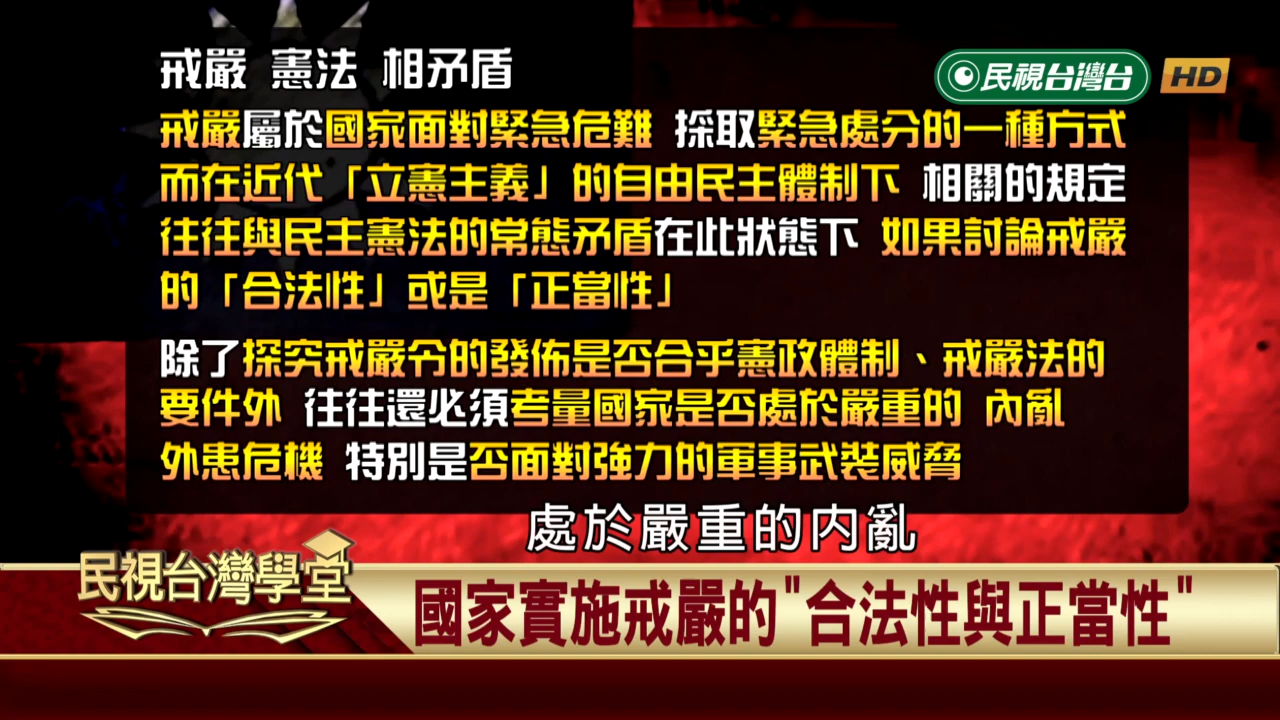 戒嚴 憲法 相矛盾
民視台灣台 HD
戒嚴屬於國家面對緊急危難 採取緊急處分的一種方式
而在近代「立憲主義」的自由民主體制下 相關的規定
往往與民主憲法的常態矛盾在此狀態下 如果討論戒嚴
的「合法性」或是「正當性」
除了探究戒嚴令的發佈是否合乎憲政體制、戒嚴法的
要件外 往往還必須考量國家是否處於嚴重的 內亂
外患危機 特別是否面對強力的軍事武裝威脅
處於嚴重的內亂
民視台灣學堂
國家實施戒嚴的"合法性與正當性"